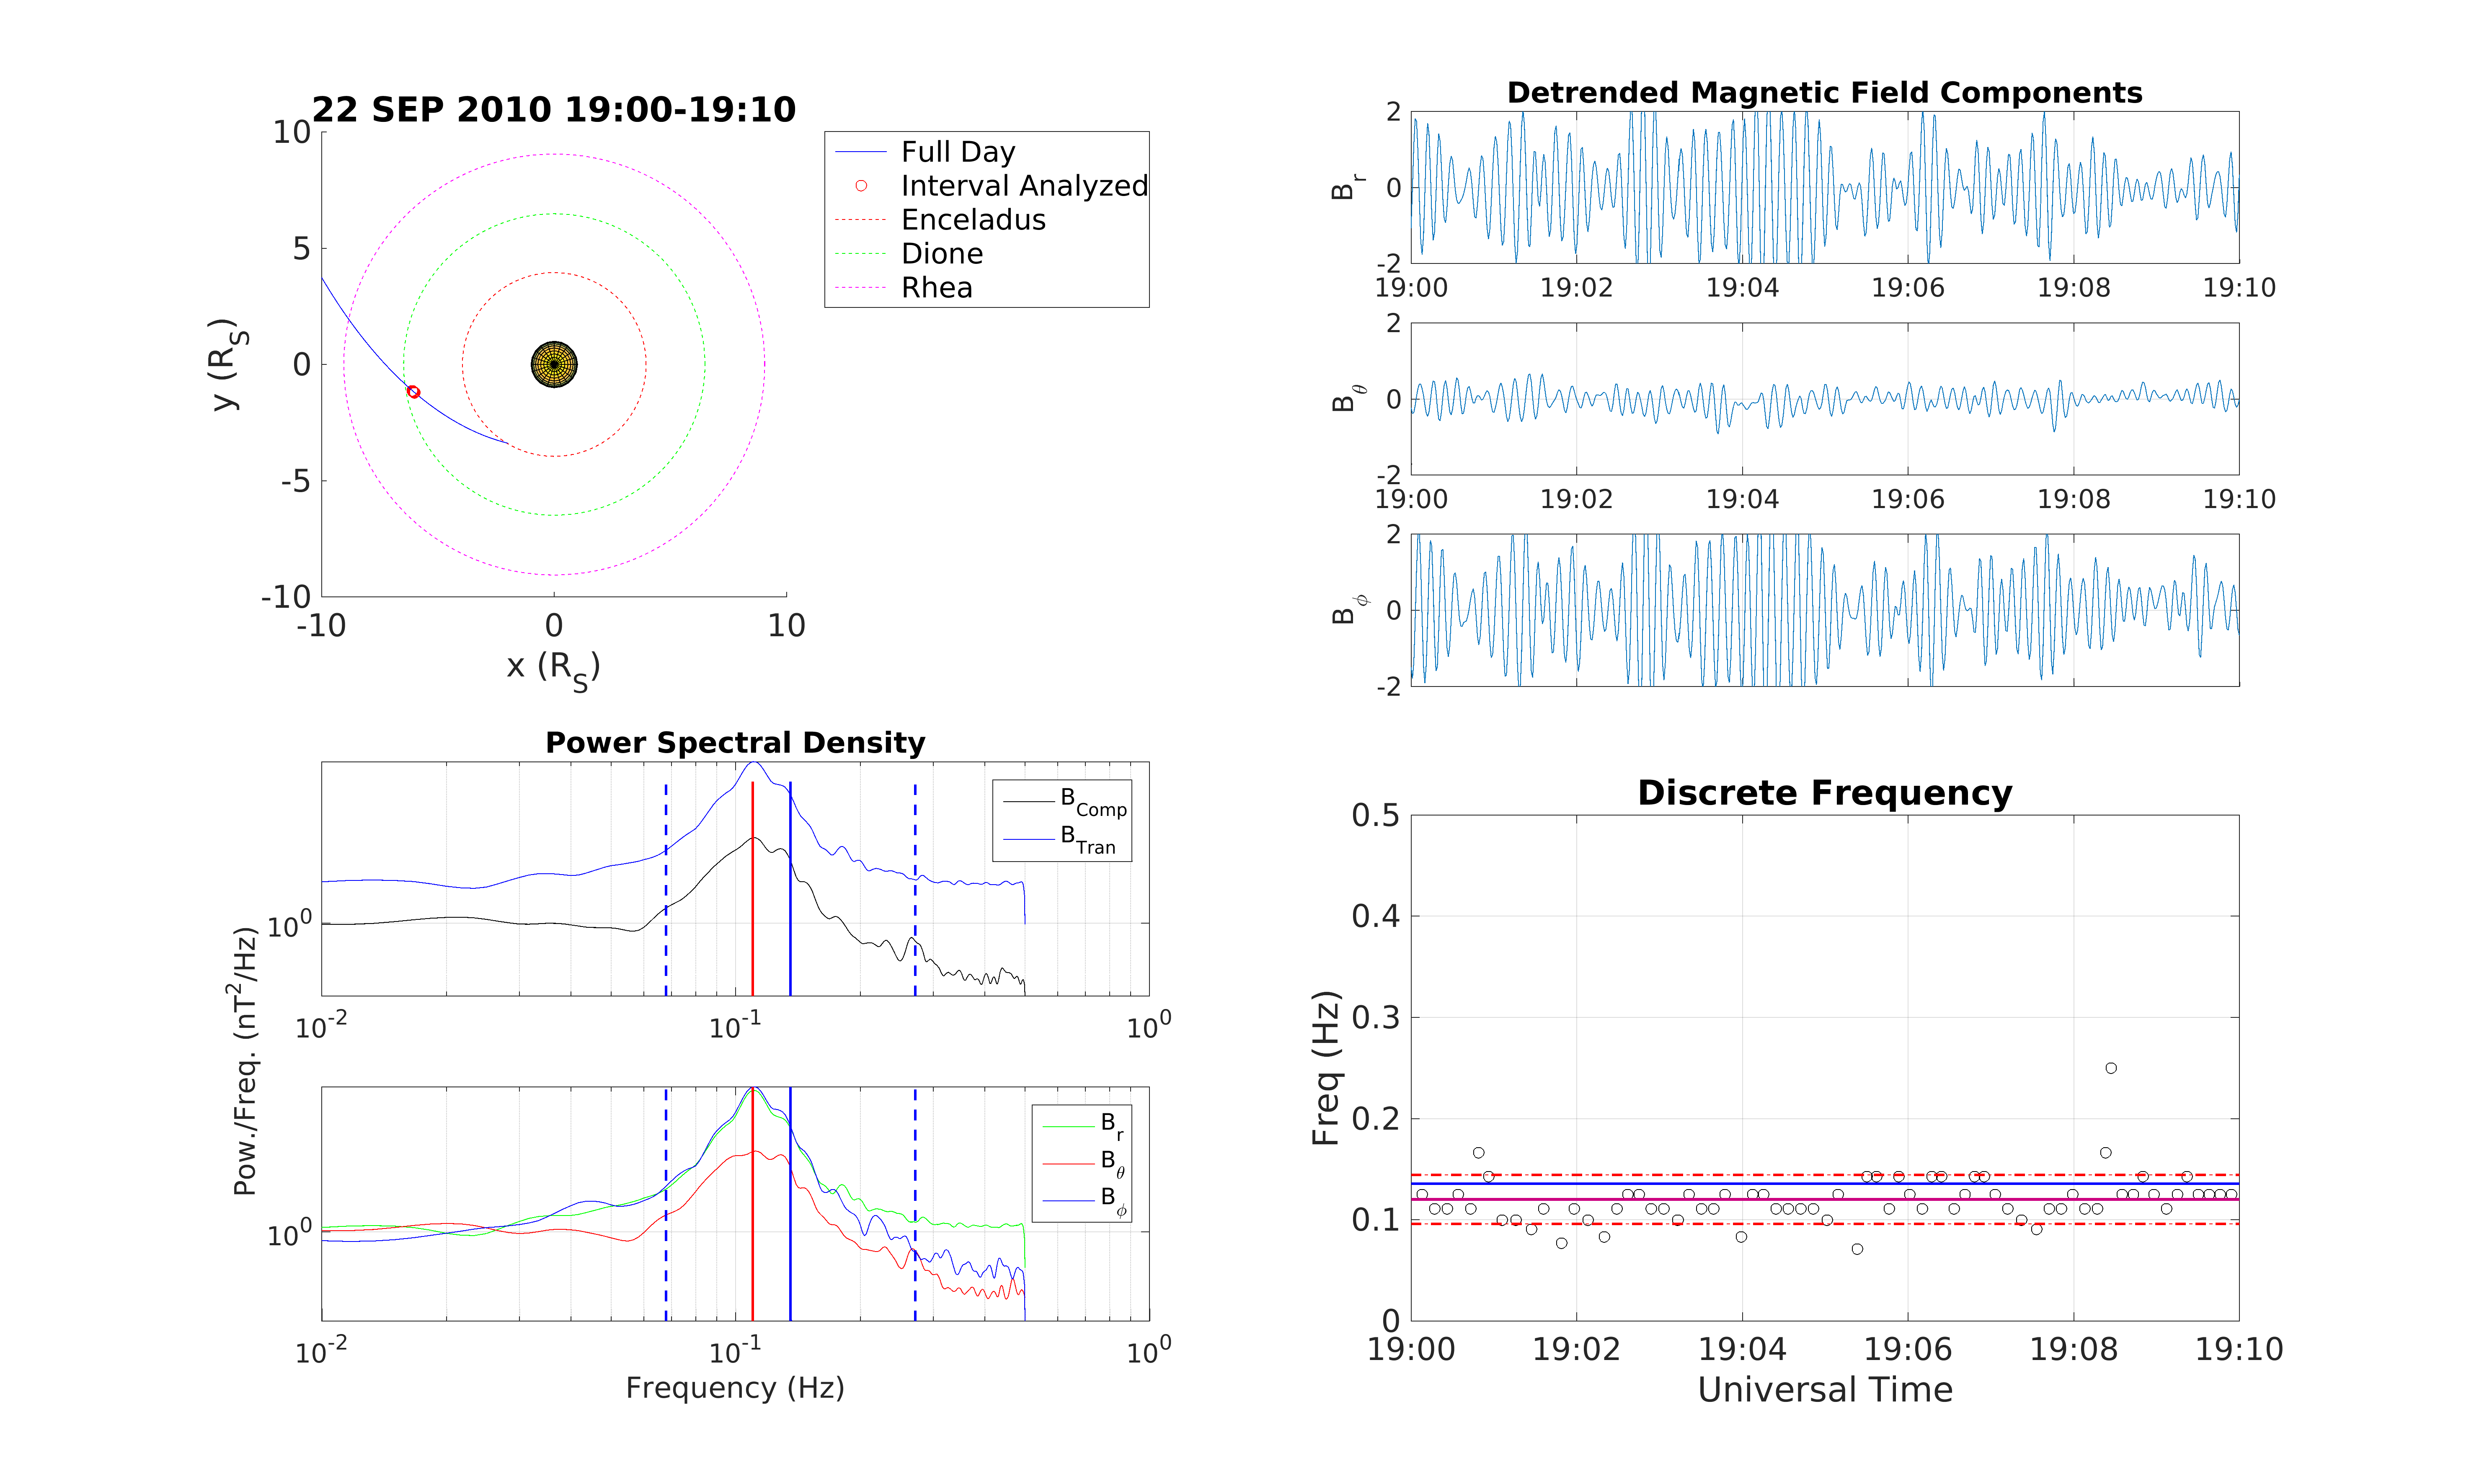 22 SEP 2010 19:00-19:10
10
5
0
-5
-10
-10
0
10
y (R_S)
x (R_S)
Full Day
Interval Analyzed
Enceladus
Dione
Rhea
Detrended Magnetic Field Components
B_r
2
0
-2
19:00 19:02 19:04 19:06 19:08 19:10
B_θ
2
0
-2
19:00 19:02 19:04 19:06 19:08 19:10
B_ϕ
2
0
-2
Power Spectral Density
B_Comp
B_Tran
10^0
10^-2 10^-1 10^0
Pow./Freq. (nT^2/Hz)
B_r
B_θ
B_ϕ
10^0
10^-2 10^-1 10^0
Frequency (Hz)
Discrete Frequency
0.5
0.4
0.3
0.2
0.1
0
Freq (Hz)
19:00 19:02 19:04 19:06 19:08 19:10
Universal Time